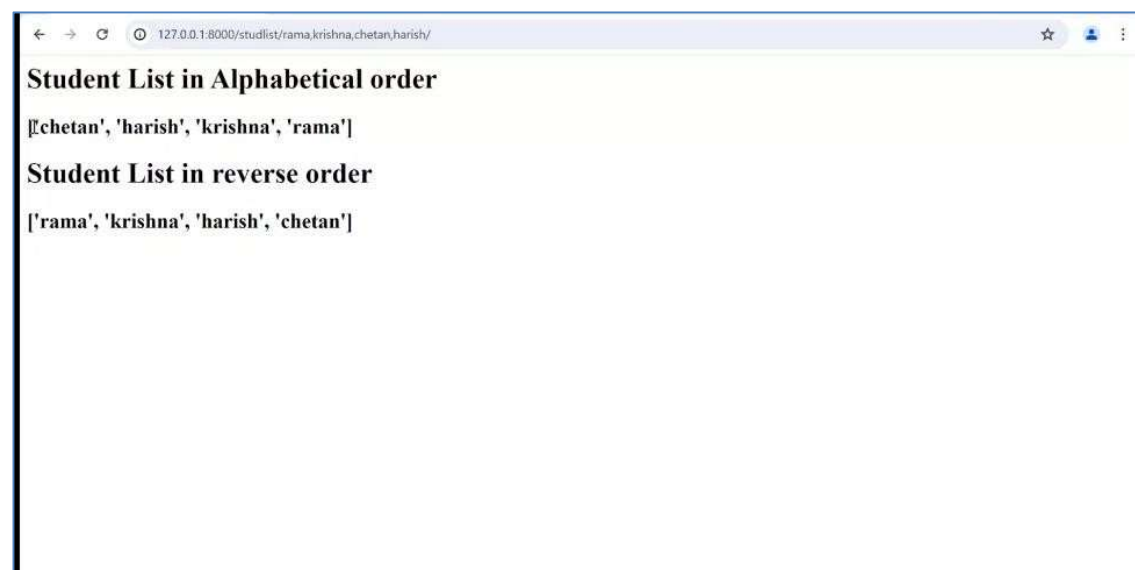 127.0.0.1:8000/studlist/rama,krishna,chetan,harish/
Student List in Alphabetical order
['chetan', 'harish', 'krishna', 'rama']
Student List in reverse order
['rama', 'krishna', 'harish', 'chetan']